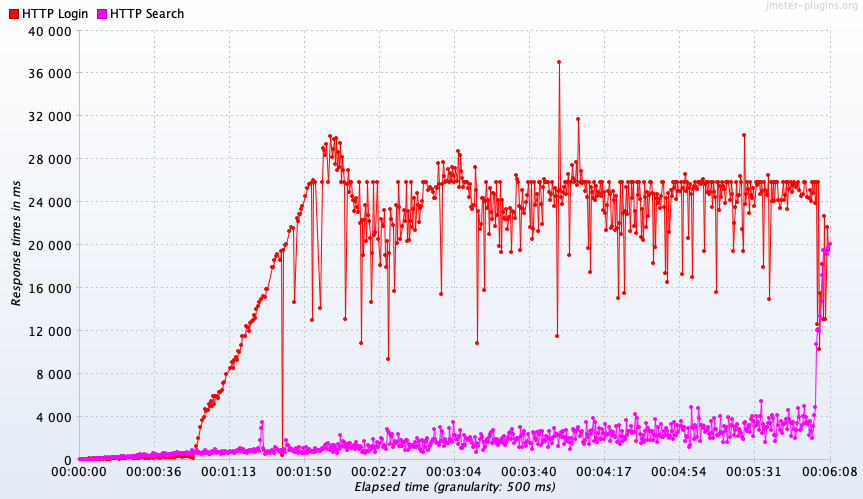 jmeter-plugins.org
HTTP Login HTTP Search
40 000
36 000
32 000
28 000
24 000
20 000
16 000
12 000
8 000
4 000
0
Response times in ms
00:00:00 00:00:36 00:01:13 00:01:50 00:02:27 00:03:04 00:03:40 00:04:17 00:04:54 00:05:31 00:06:08
Elapsed time (granularity: 500 ms)